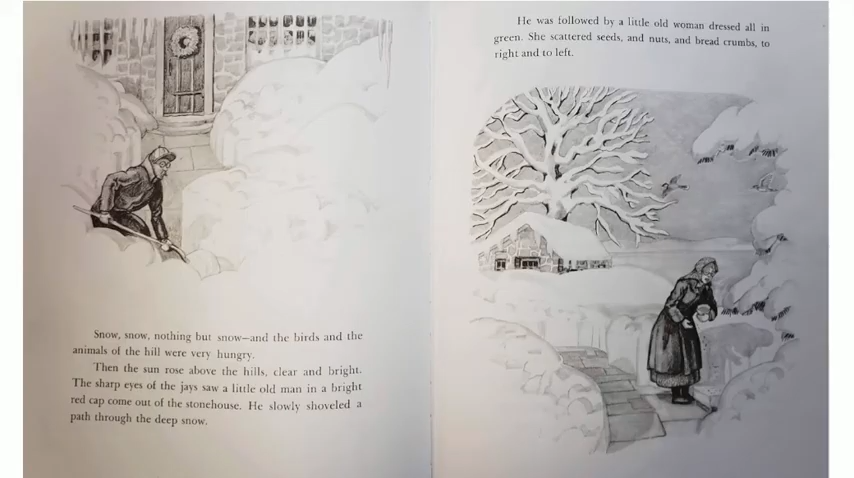 Snow, snow, nothing but snow—and the birds and the
animals of the hill were very hungry.
Then the sun rose above the hills, clear and bright.
The sharp eyes of the jays saw a little old man in a bright
red cap come out of the stonehouse. He slowly shoveled a
path through the deep snow.
He was followed by a little old woman dressed all in
green. She scattered seeds, and nuts, and bread crumbs, to
right and to left.